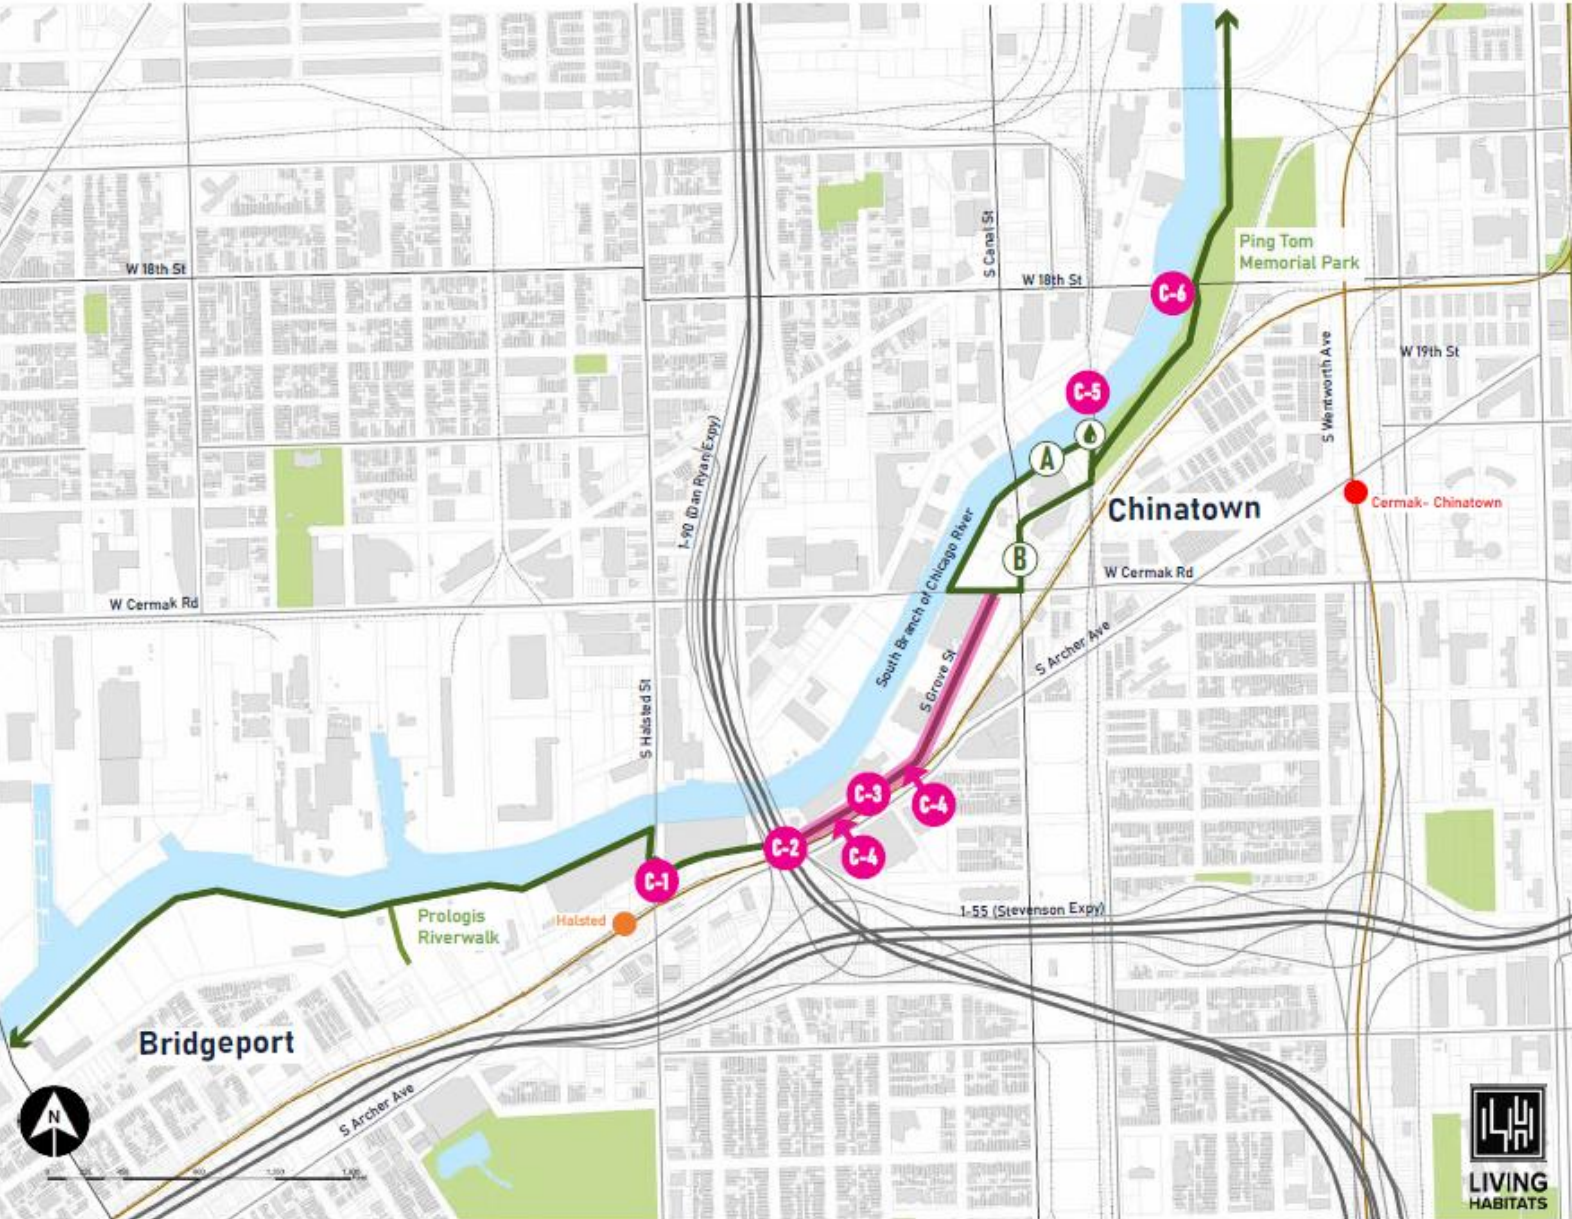 S Canal St
Ping Tom
Memorial Park
W 18th St
W 18th St
C-6
S Wentworth Ave
W 19th St
C-5
I-90 (Dan Ryan Expy)
A
Chinatown
Cermak- Chinatown
South Branch of Chicago River
B
W Cermak Rd
W Cermak Rd
S Archer Ave
S Grove St
S Halsted St
C-3
C-4
C-2
C-4
C-1
Halsted
I-55 (Stevenson Expy)
Prologis
Riverwalk
Bridgeport
S Archer Ave
N
LIVING
HABITATS